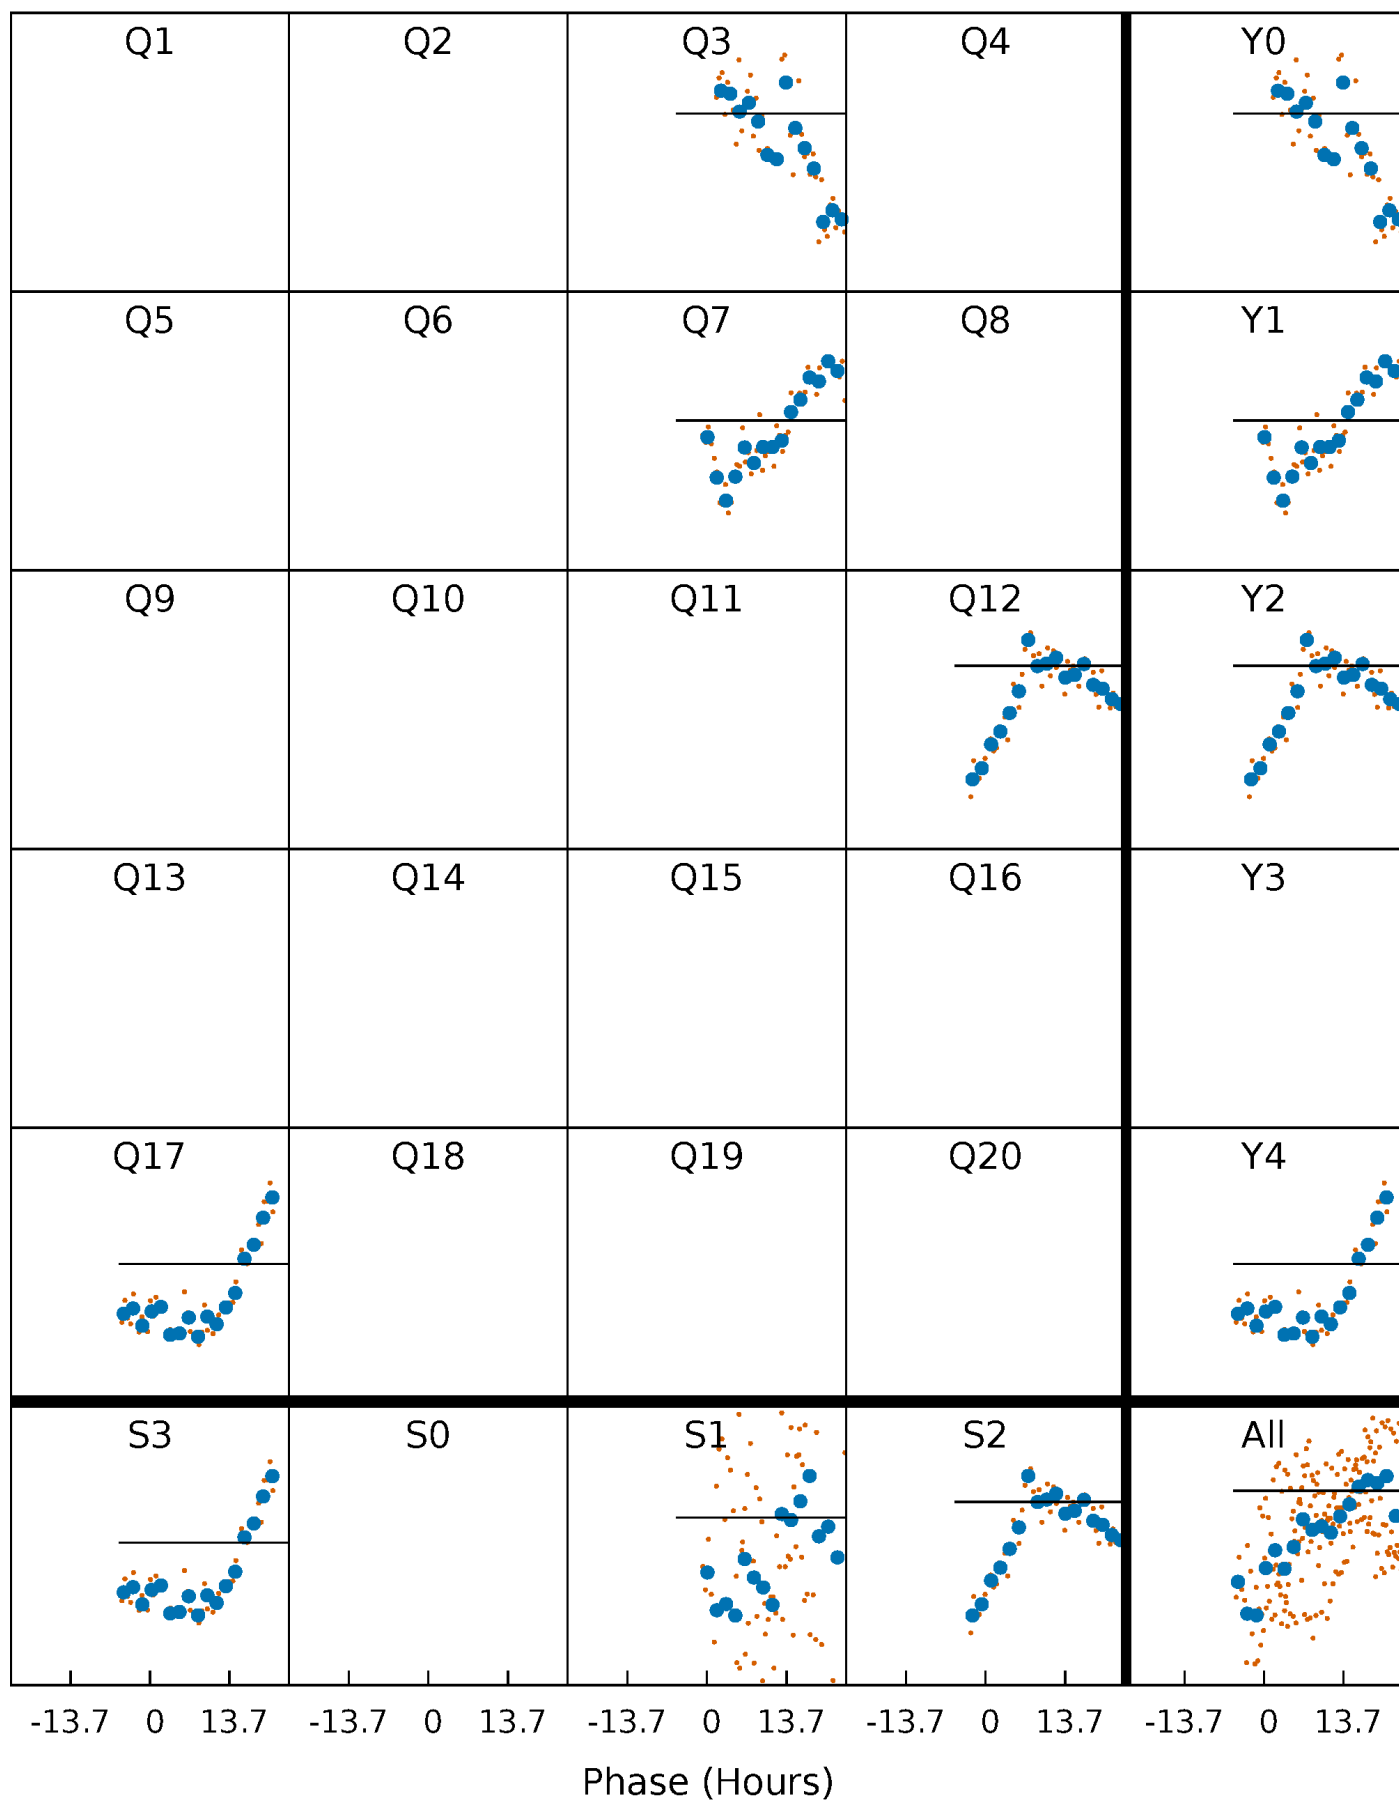 Q1 Q2 Q3 Q4 Y0
Q5 Q6 Q7 Q8 Y1
Q9 Q10 Q11 Q12 Y2
Q13 Q14 Q15 Q16 Y3
Q17 Q18 Q19 Q20 Y4
S3 S0 S1 S2 All
-13.7 0 13.7 -13.7 0 13.7 -13.7 0 13.7 -13.7 0 13.7 -13.7 0 13.7
Phase (Hours)